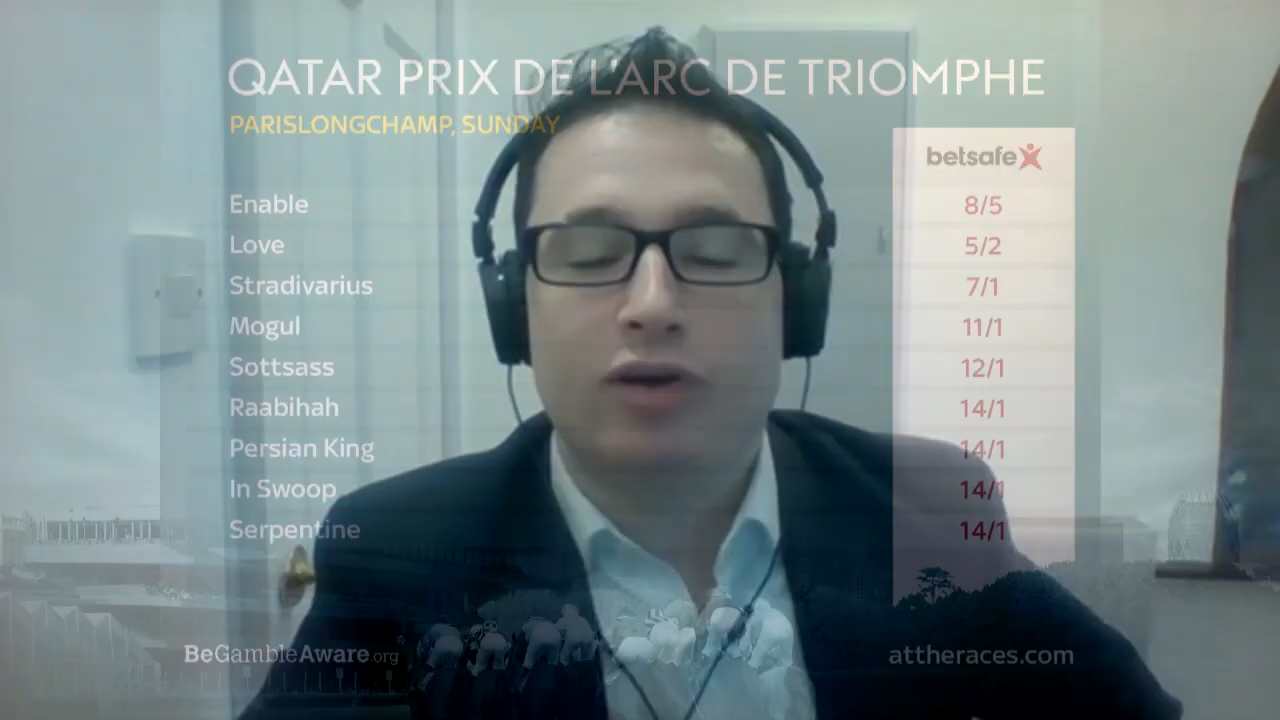 QATAR PRIX DE L'ARC DE TRIOMPHE
PARISLONGCHAMP, SUNDAY
betsafe
Enable 8/5
Love 5/2
Stradivarius 7/1
Mogul 11/1
Sottsass 12/1
Raabihah 14/1
Persian King 14/1
In Swoop 14/1
Serpentine 14/1
BeGambleAware.org
attheraces.com